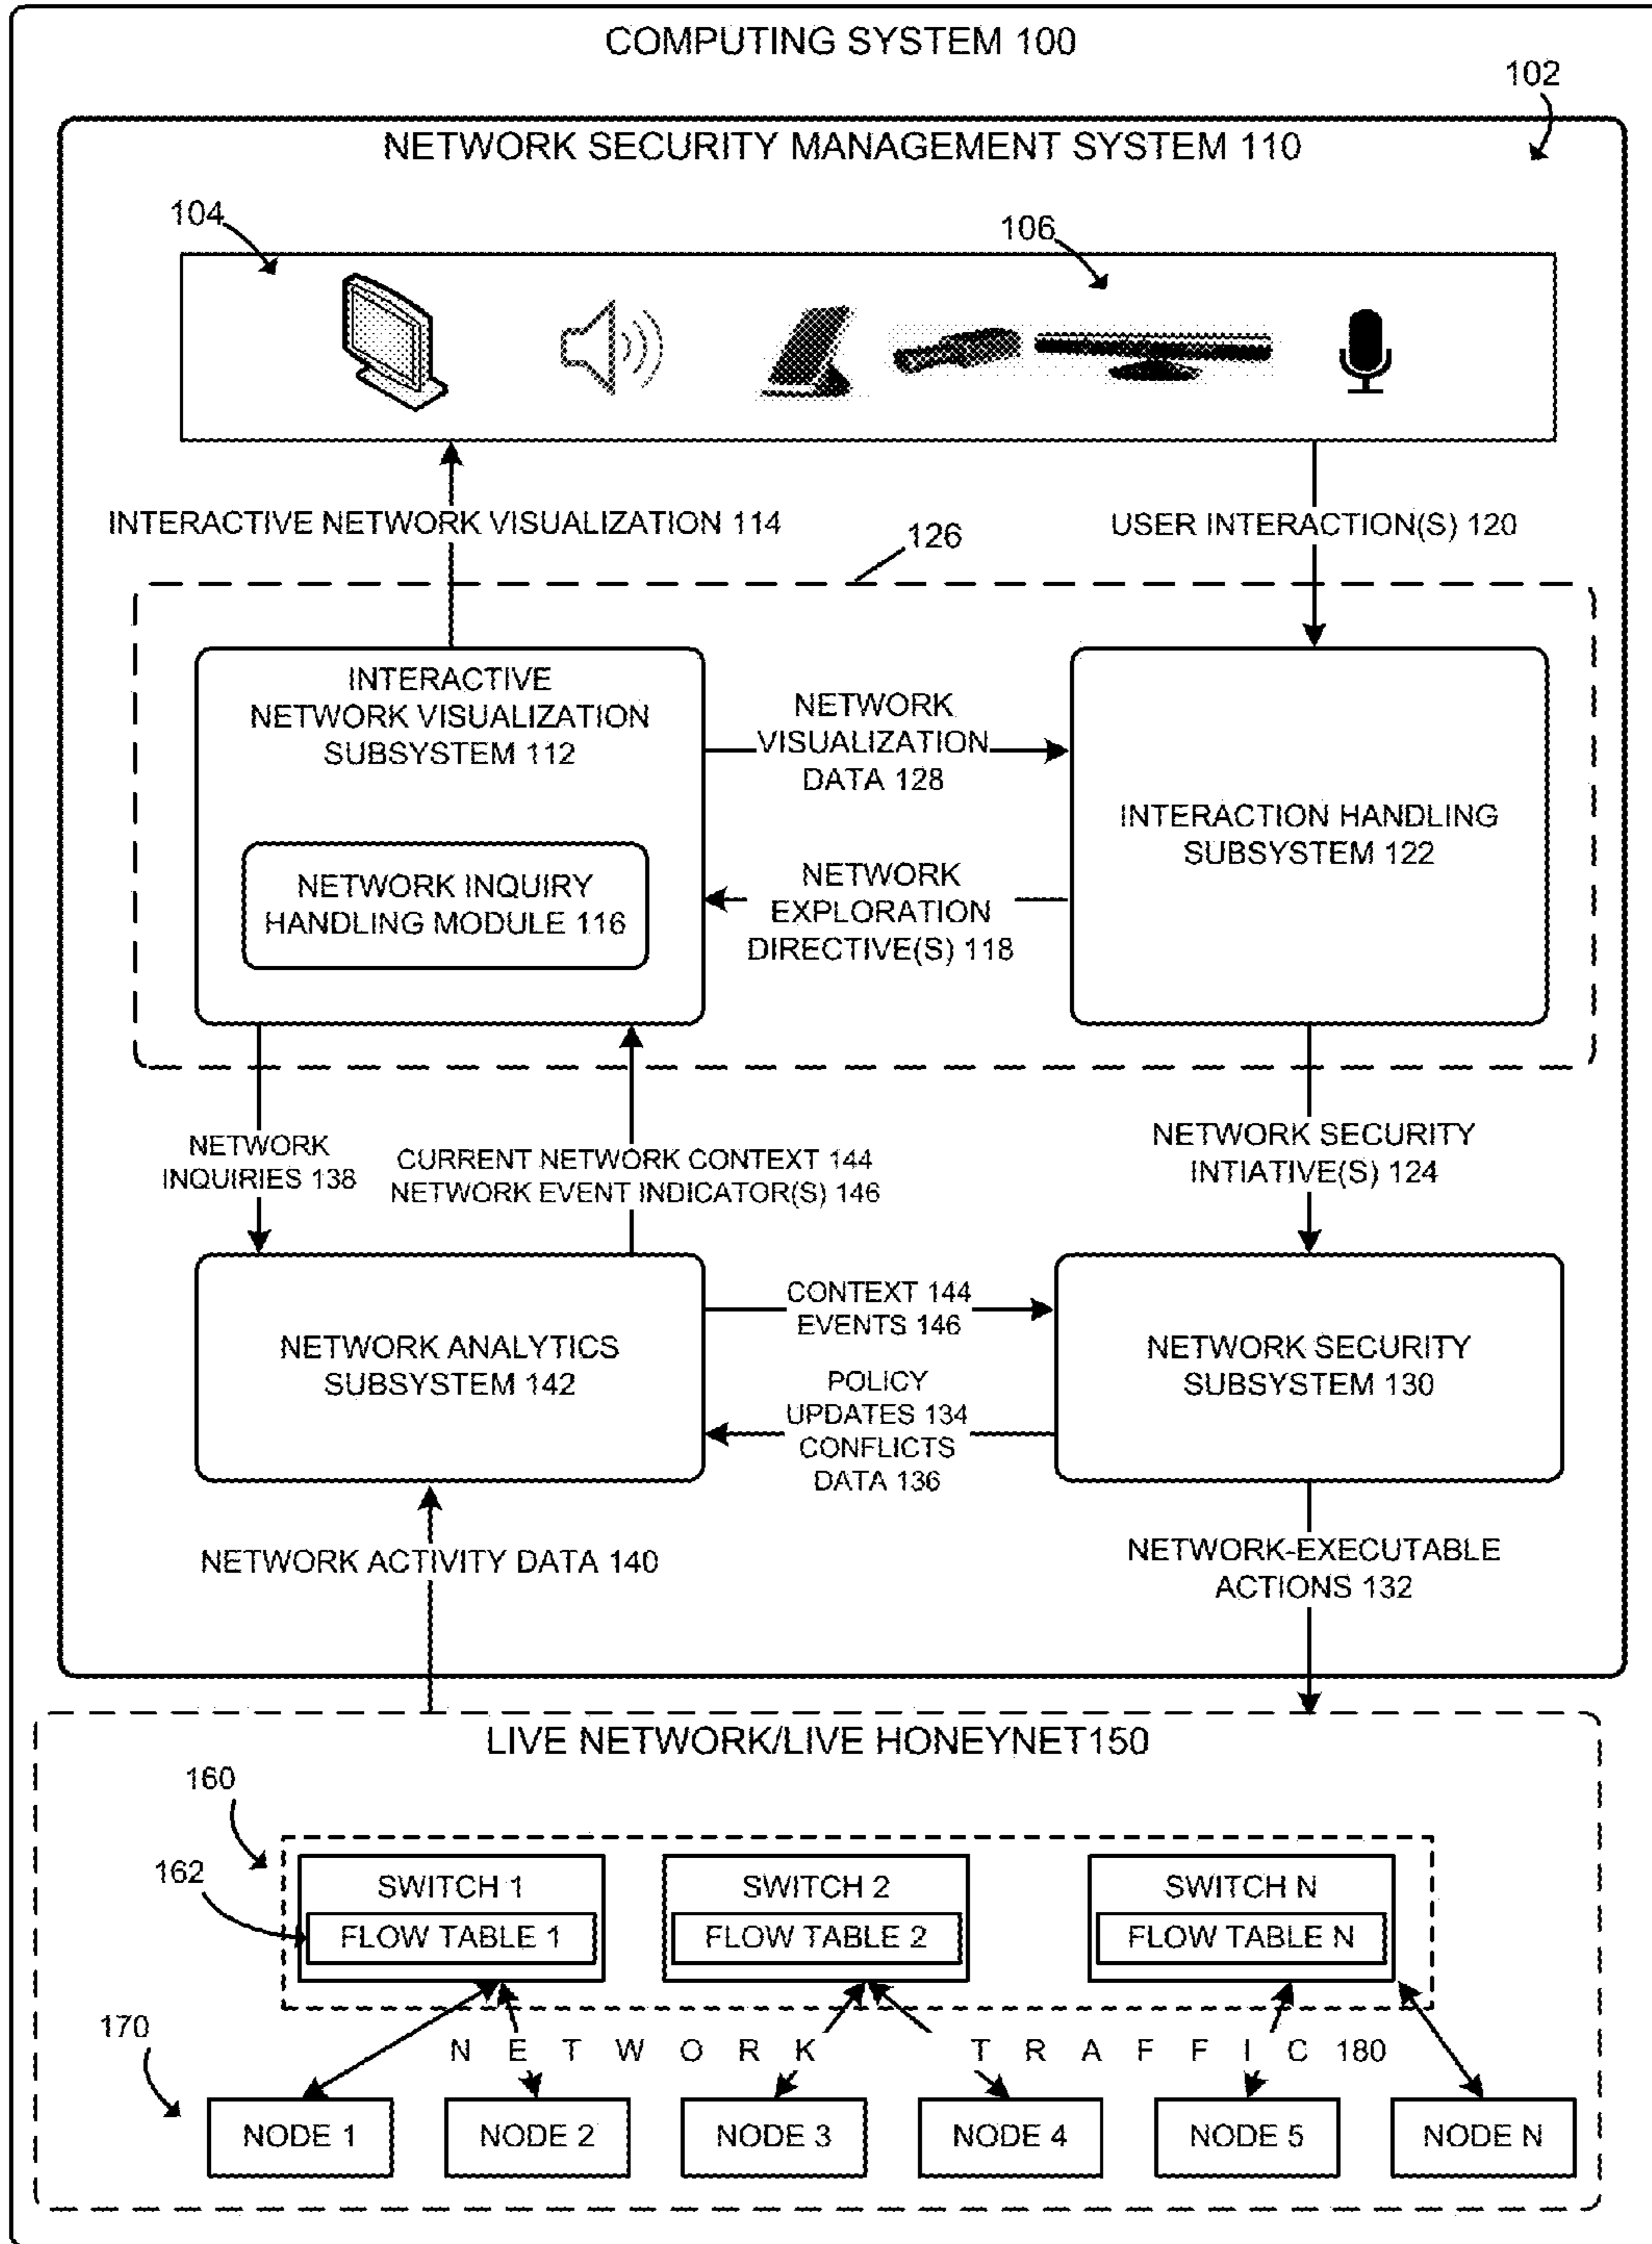 COMPUTING SYSTEM 100
102
NETWORK SECURITY MANAGEMENT SYSTEM 110
104
106
INTERACTIVE NETWORK VISUALIZATION 114
USER INTERACTION(S) 120
126
INTERACTIVE
NETWORK VISUALIZATION
SUBSYSTEM 112
NETWORK INQUIRY
HANDLING MODULE 116
NETWORK
VISUALIZATION
DATA 128
NETWORK
EXPLORATION
DIRECTIVE(S) 118
INTERACTION HANDLING
SUBSYSTEM 122
NETWORK
INQUIRIES 138
CURRENT NETWORK CONTEXT 144
NETWORK EVENT INDICATOR(S) 146
NETWORK SECURITY
INTIATIVE(S) 124
NETWORK ANALYTICS
SUBSYSTEM 142
CONTEXT 144
EVENTS 146
POLICY
UPDATES 134
CONFLICTS
DATA 136
NETWORK SECURITY
SUBSYSTEM 130
NETWORK ACTIVITY DATA 140
NETWORK-EXECUTABLE
ACTIONS 132
LIVE NETWORK/LIVE HONEYNET150
160
162
SWITCH 1
FLOW TABLE 1
SWITCH 2
FLOW TABLE 2
SWITCH N
FLOW TABLE N
170
NETWORK TRAFFIC 180
NODE 1
NODE 2
NODE 3
NODE 4
NODE 5
NODE N